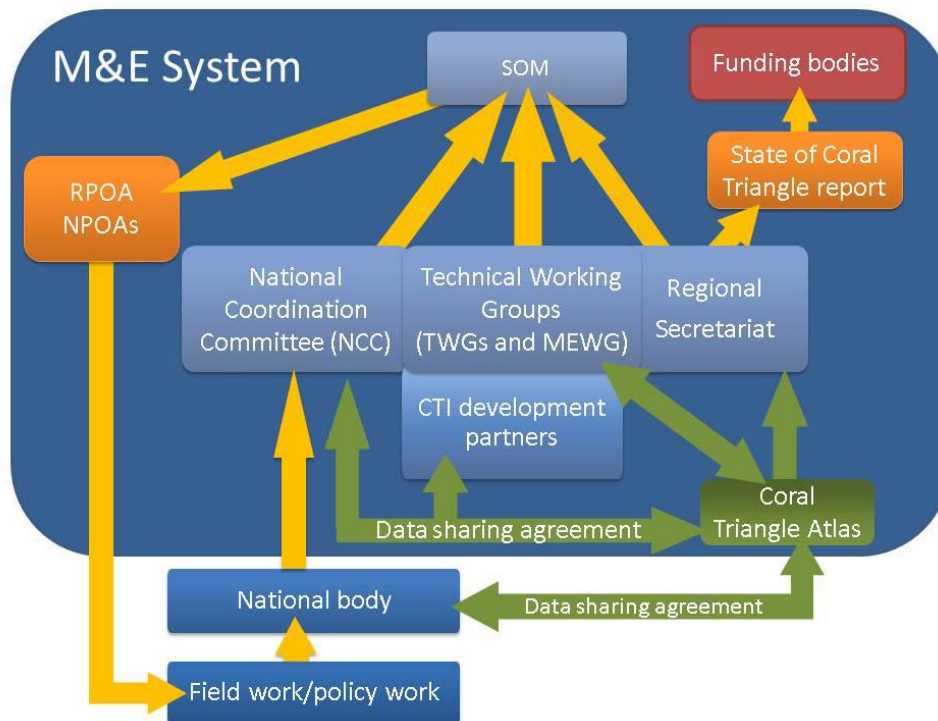 M&E System
SOM
Funding bodies
State of Coral
Triangle report
RPOA
NPOAs
National
Coordination
Committee (NCC)
Technical Working
Groups
(TWGs and MEWG)
Regional
Secretariat
CTI development
partners
Coral
Triangle Atlas
Data sharing agreement
National body
Data sharing agreement
Field work/policy work